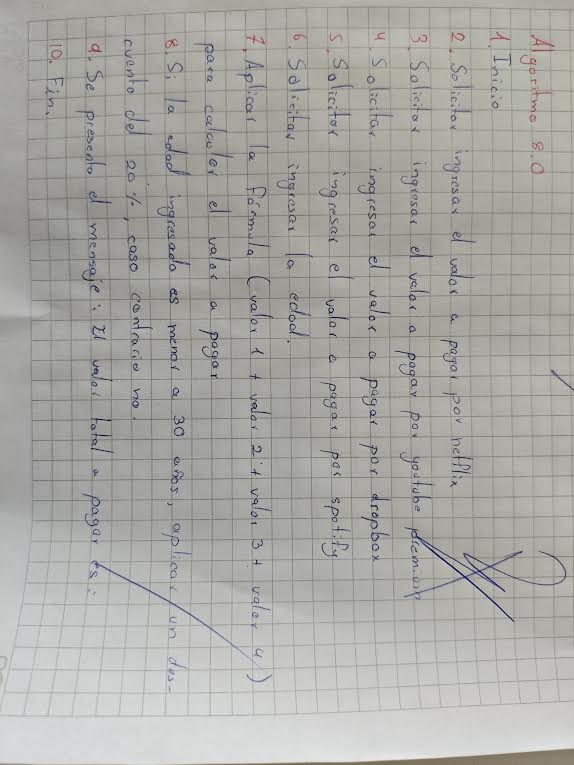 Algoritmo 8.0
1. Inicio
2. Solicitar ingresar el valor a pagar por netflix
3. Solicitar ingresar el valor a pagar por youtube premium
4. Solicitar ingresar el valor a pagar por dropbox
5. Solicitar ingresar el valor a pagar por spotify
6. Solicitar ingresar la edad.
7. Aplicar la Fórmula (valor 1 + valor 2 + valor 3 + valor 4)
para calcular el valor a pagar
8. Si la edad ingresada es menor a 30 años, aplicar un des-
cuento del 20%, caso contrario no.
9. Se presenta el mensaje: El valor total a pagar es:
10. Fin.